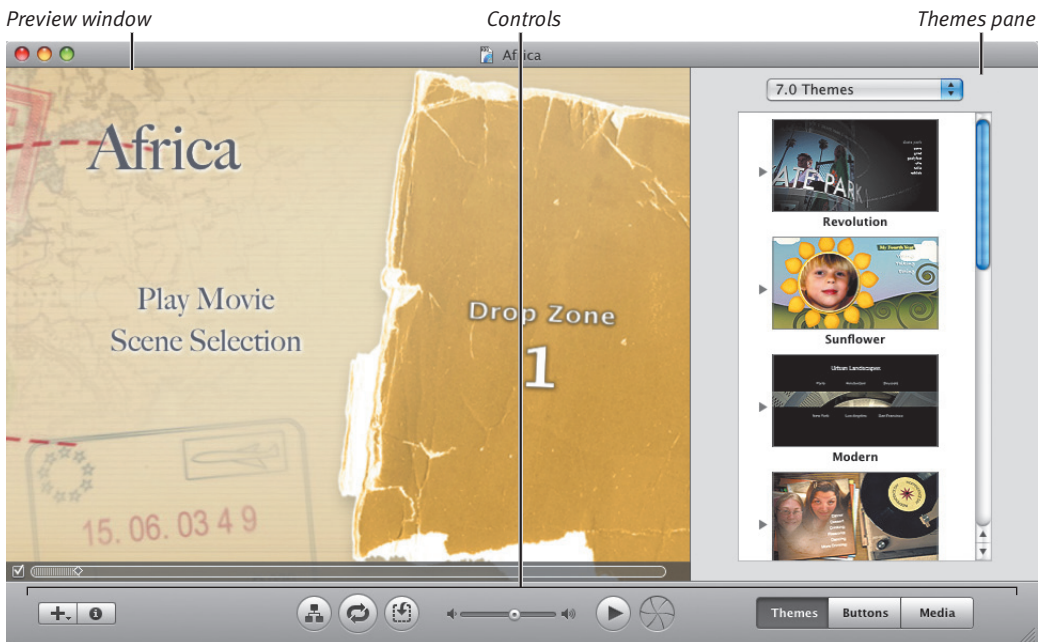 Preview window
Controls
Themes pane
Africa
7.0 Themes
Africa
Play Movie
Scene Selection
Drop Zone
1
15. 06. 03 4 9
Revolution
Sunflower
Urban Landscapes
Modern
Themes
Buttons
Media